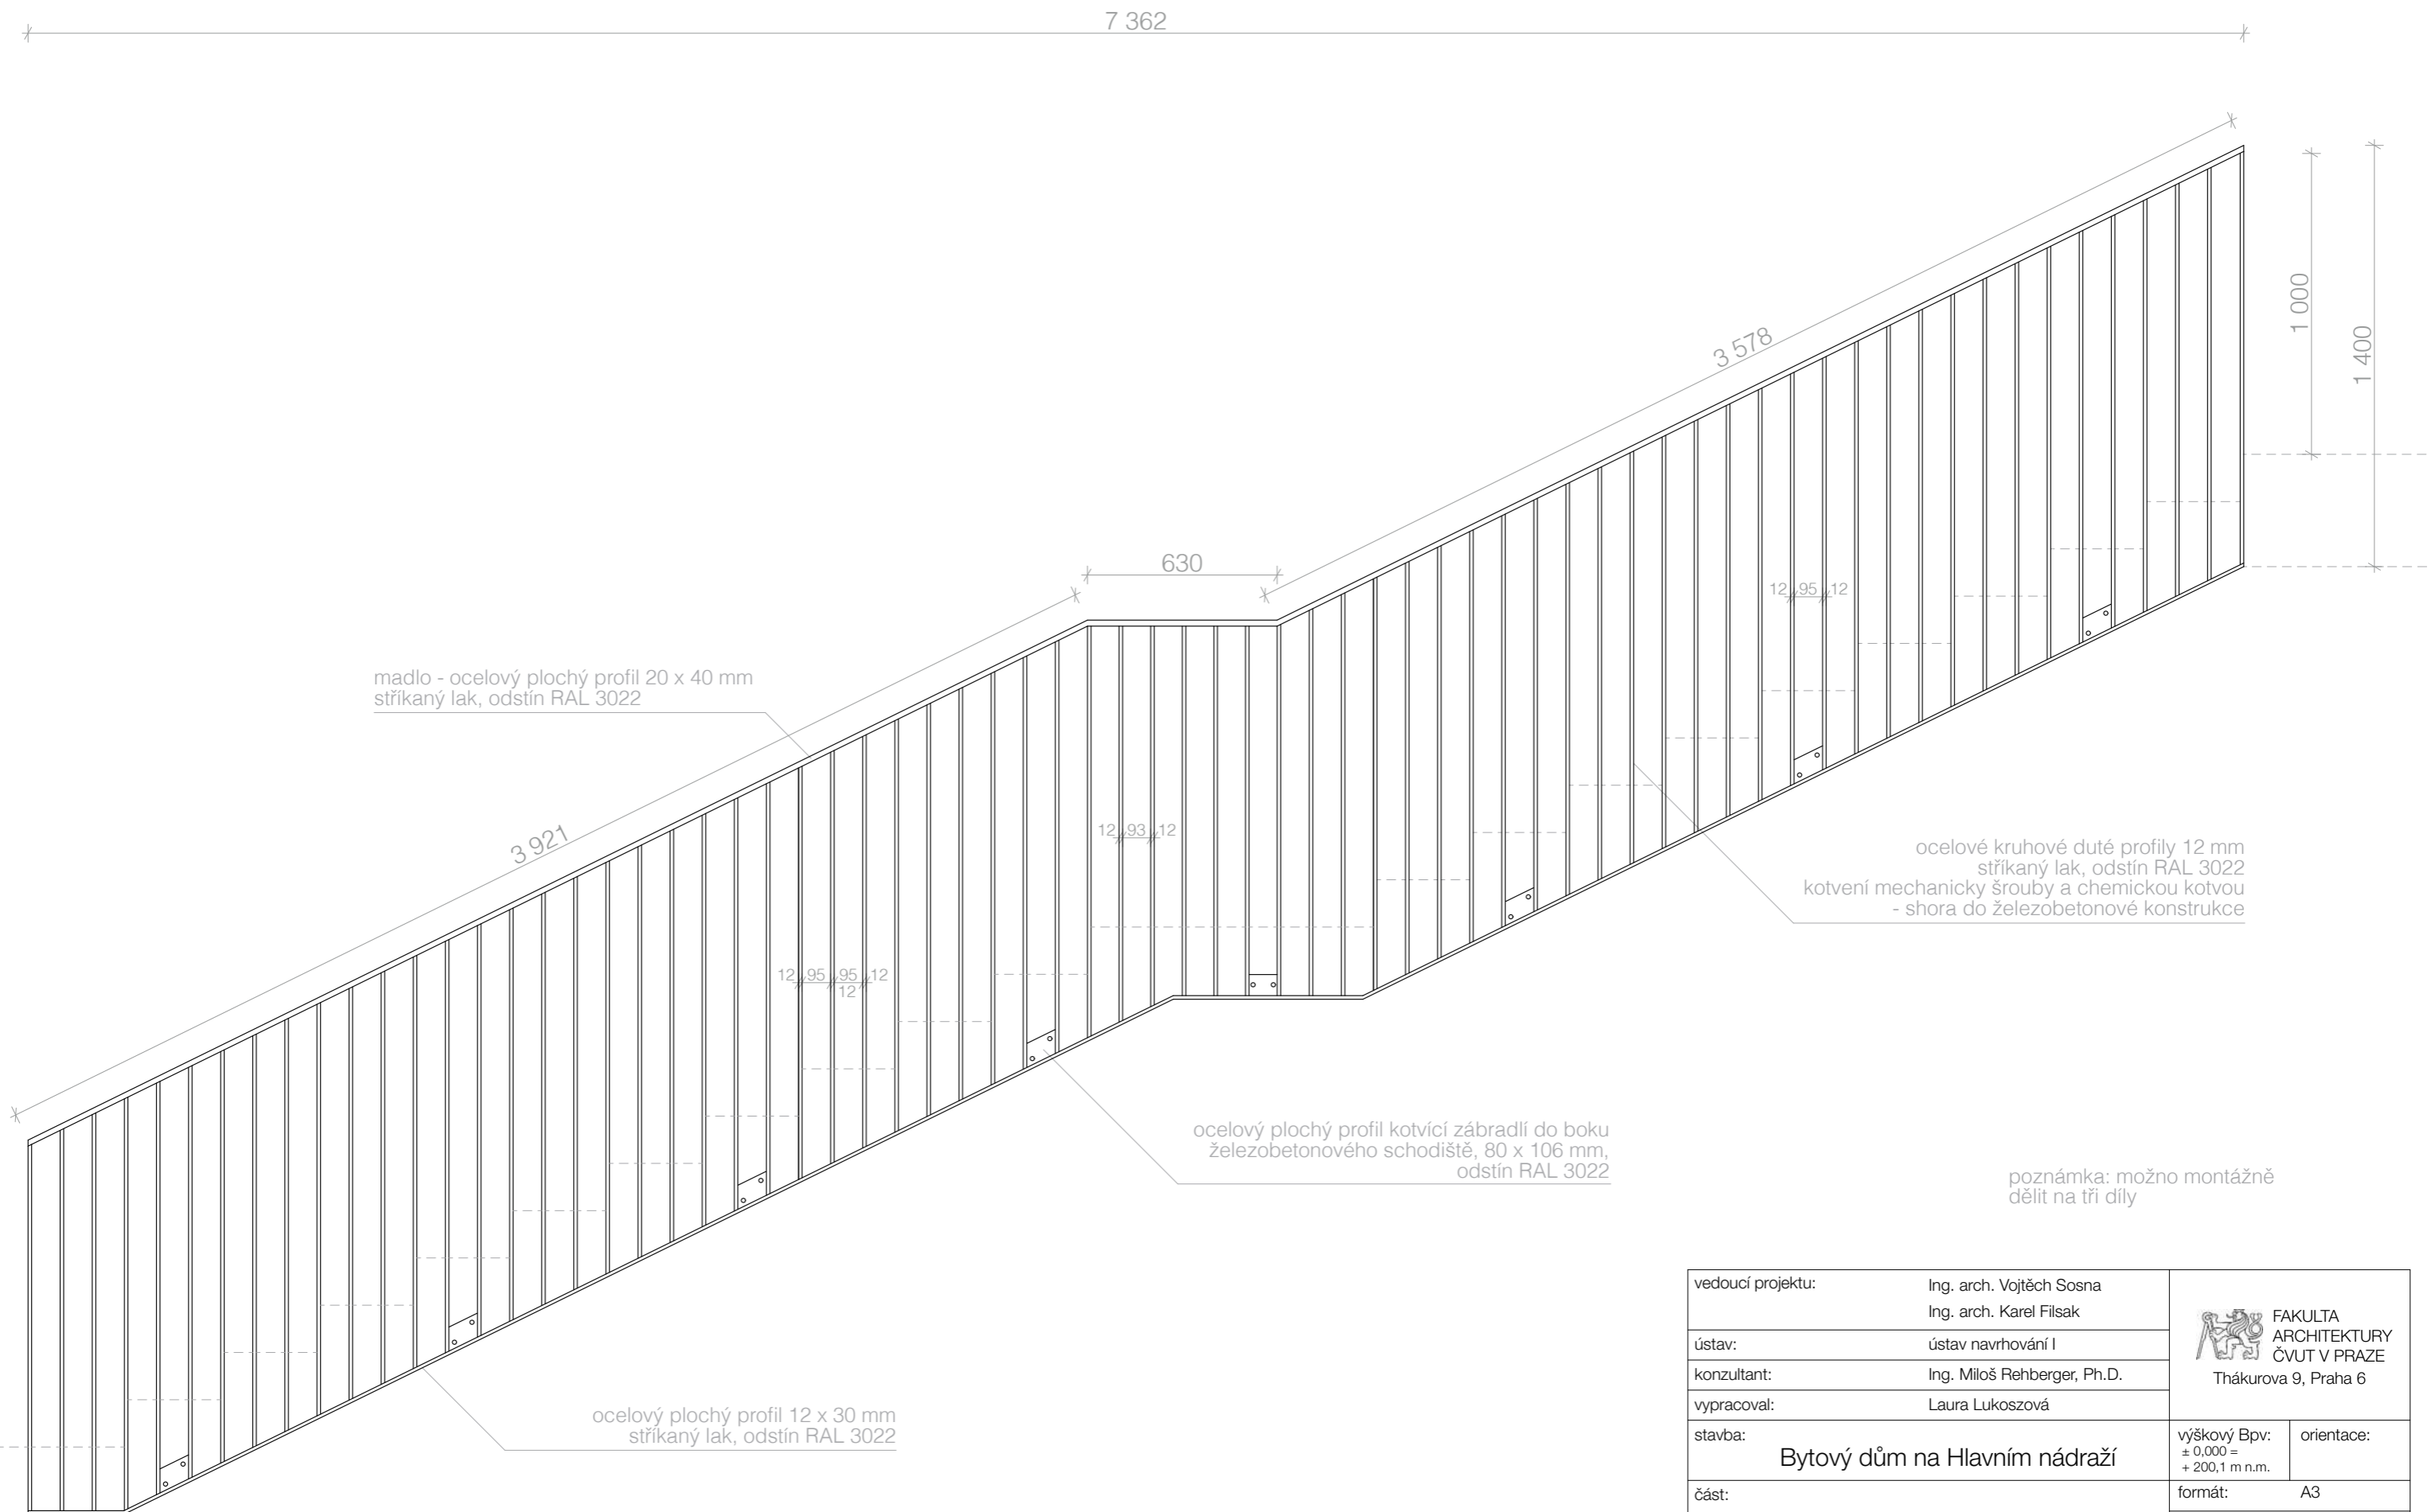 7 362
3 578
1 000
1 400
630
12 95 12
madlo - ocelový plochý profil 20 x 40 mm
stříkaný lak, odstín RAL 3022
3 921
12 93 12
ocelové kruhové duté profily 12 mm
stříkaný lak, odstín RAL 3022
kotvení mechanicky šrouby a chemickou kotvou
- shora do železobetonové konstrukce
12 95 95 12
12
ocelový plochý profil kotvící zábradlí do boku
železobetonového schodiště, 80 x 106 mm,
odstín RAL 3022
poznámka: možno montážně
dělit na tři díly
ocelový plochý profil 12 x 30 mm
stříkaný lak, odstín RAL 3022
vedoucí projektu: Ing. arch. Vojtěch Sosna
Ing. arch. Karel Filsak
ústav: ústav navrhování I
konzultant: Ing. Miloš Rehberger, Ph.D.
vypracoval: Laura Lukoszová
FAKULTA
ARCHITEKTURY
ČVUT V PRAZE
Thákurova 9, Praha 6
stavba:
Bytový dům na Hlavním nádraží
výškový Bpv:
± 0,000 =
+ 200,1 m n.m.
orientace:
část:
formát: A3